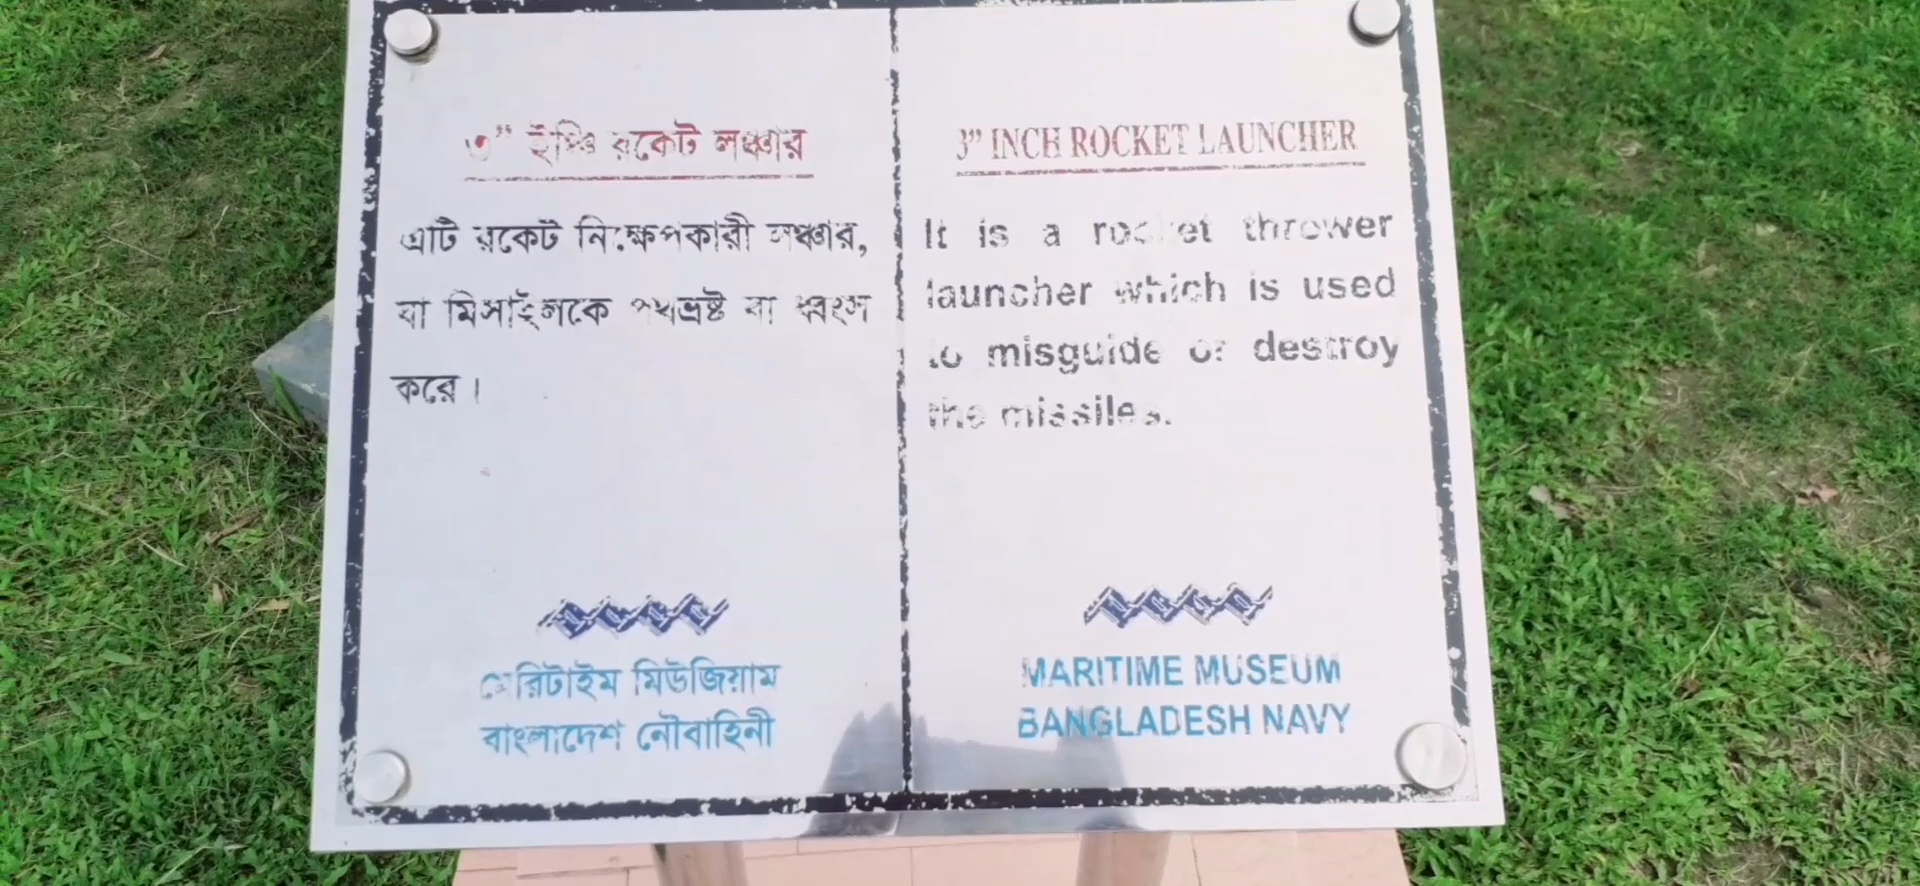 ৩” ইঞ্চি রকেট লঞ্চার
এটি রকেট নিক্ষেপকারী লঞ্চার,
যা মিসাইলকে পথভ্রষ্ট বা ধ্বংস
করে।
মেরিটাইম মিউজিয়াম
বাংলাদেশ নৌবাহিনী
3” INCH ROCKET LAUNCHER
It is a rocket thrower
launcher which is used
to misguide or destroy
the missiles.
MARITIME MUSEUM
BANGLADESH NAVY